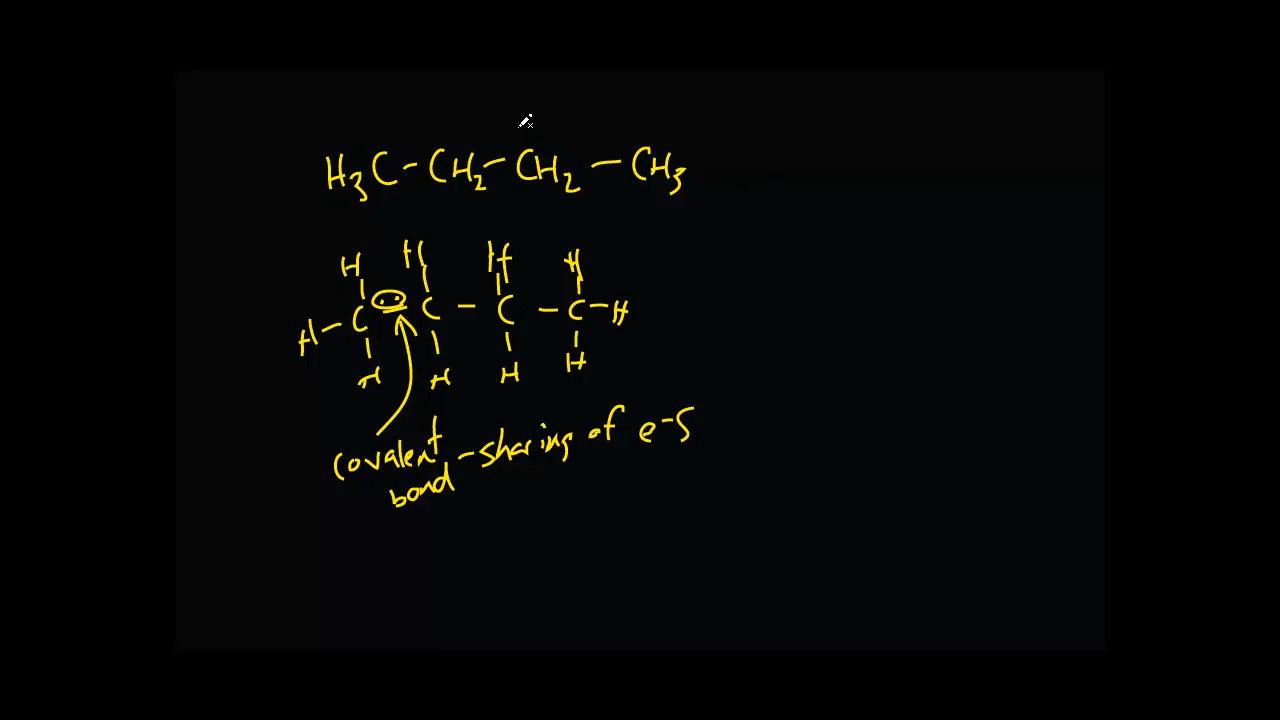 H3C - CH2 - CH2 - CH3
H H H H
H - C : C - C - C - H
H H H H
covalent - sharing of e-s
bond